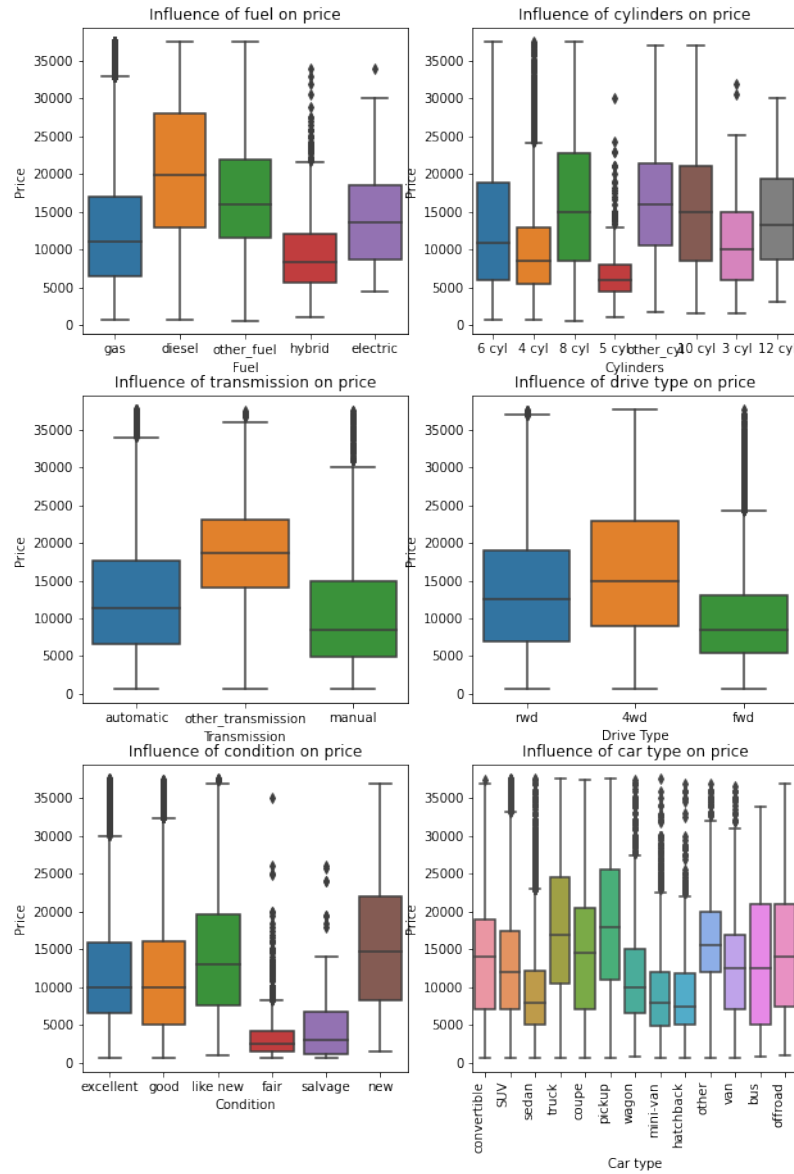 Influence of fuel on price
Price
35000
30000
25000
20000
15000
10000
5000
0
gas diesel other_fuel hybrid electric
Fuel
Influence of cylinders on price
Price
35000
30000
25000
20000
15000
10000
5000
0
6 cyl 4 cyl 8 cyl 5 cyl other_cyl 10 cyl 3 cyl 12 cyl
Cylinders
Influence of transmission on price
Price
35000
30000
25000
20000
15000
10000
5000
0
automatic other_transmission manual
Transmission
Influence of drive type on price
Price
35000
30000
25000
20000
15000
10000
5000
0
rwd 4wd fwd
Drive Type
Influence of condition on price
Price
35000
30000
25000
20000
15000
10000
5000
0
excellent good like new fair salvage new
Condition
Influence of car type on price
Price
35000
30000
25000
20000
15000
10000
5000
0
convertible SUV sedan truck coupe pickup wagon mini-van hatchback other van bus offroad
Car type